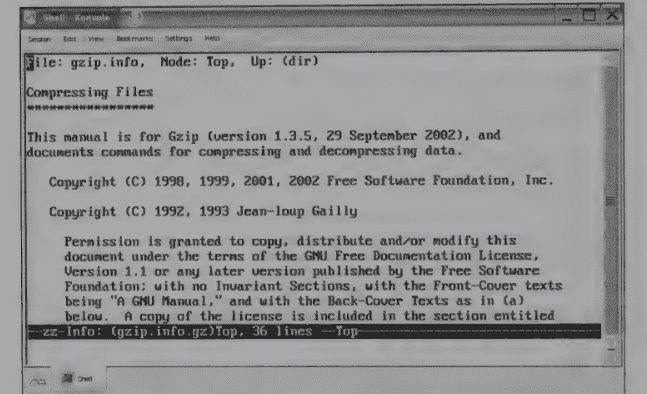 Shell - Konsole
Session Edit View Bookmarks Settings Help
File: gzip.info, Node: Top, Up: (dir)
Compressing Files
*****************
This manual is for Gzip (version 1.3.5, 29 September 2002), and
documents commands for compressing and decompressing data.
Copyright (C) 1998, 1999, 2001, 2002 Free Software Foundation, Inc.
Copyright (C) 1992, 1993 Jean-loup Gailly
Permission is granted to copy, distribute and/or modify this
document under the terms of the GNU Free Documentation License,
Version 1.1 or any later version published by the Free Software
Foundation; with no Invariant Sections, with the Front-Cover texts
being "A GNU Manual," and with the Back-Cover Texts as in (a)
below. A copy of the license is included in the section entitled
--zz-Info: (gzip.info.gz)Top, 36 lines --Top--
Shell